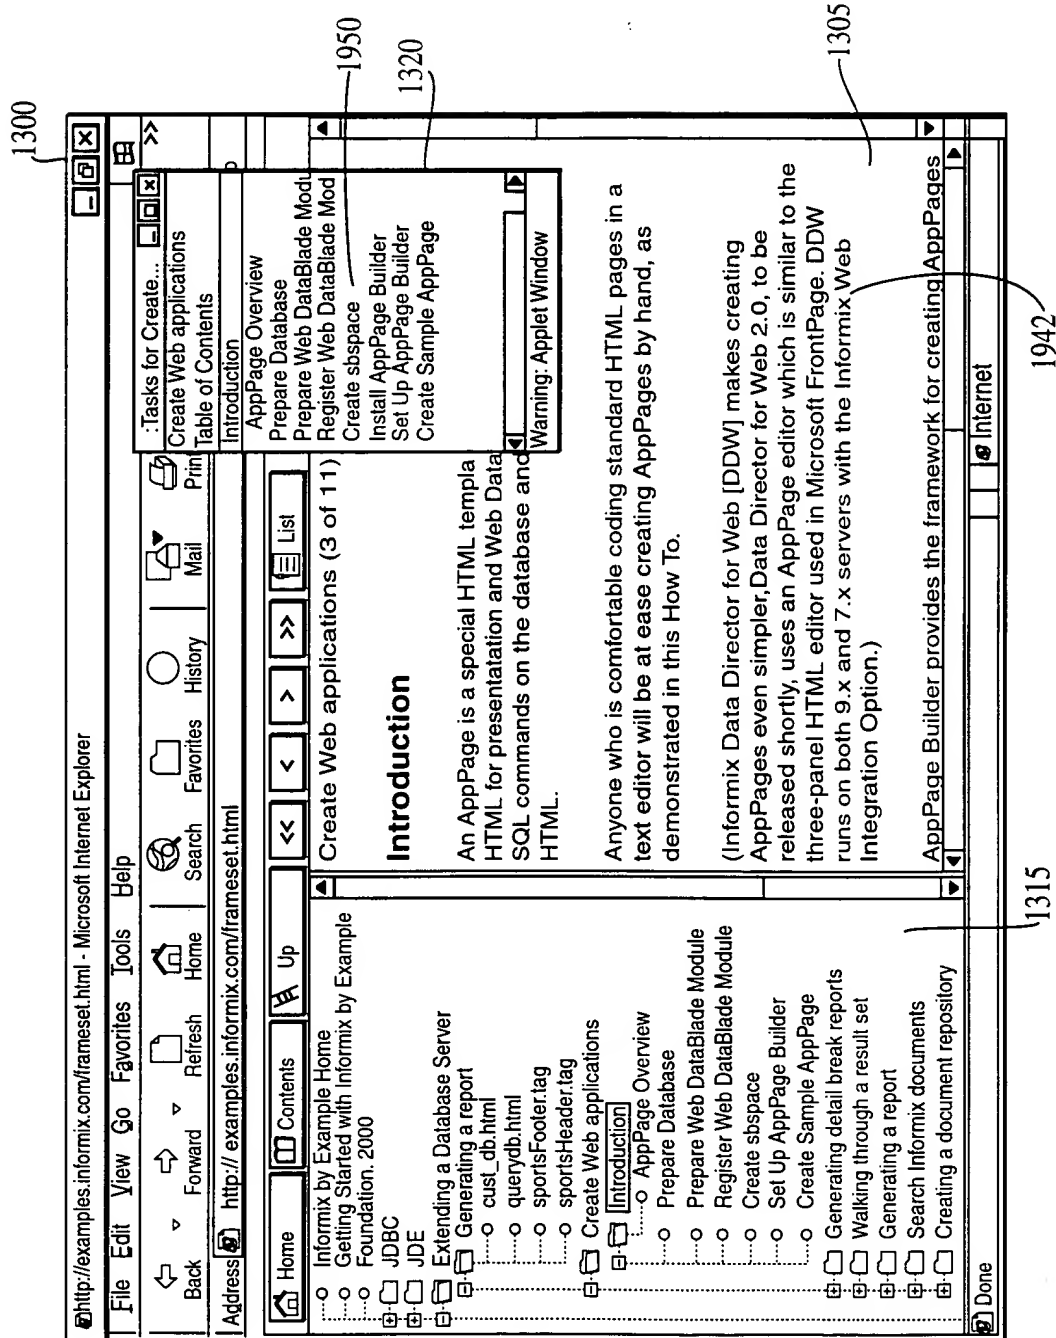 1300
http://examples.informix.com/frameset.html - Microsoft Internet Explorer
File Edit View Go Favorites Tools Help
Back Forward Refresh Home Search Favorites History Mail Print
Address http:// examples.informix.com/frameset.html
Home Contents Up << < > >> List
Informix by Example Home
Getting Started with Informix by Example
Foundation. 2000
JDBC
JDE
Extending a Database Server
Generating a report
cust_db.html
querydb.html
sportsFooter.tag
sportsHeader.tag
Create Web applications
Introduction
AppPage Overview
Prepare Database
Prepare Web DataBlade Module
Register Web DataBlade Module
Create sbspace
Set Up AppPage Builder
Create Sample AppPage
Generating detail break reports
Walking through a result set
Generating a report
Search Informix documents
Creating a document repository
1315
Create Web applications (3 of 11)
Introduction
An AppPage is a special HTML templa
HTML for presentatation and Web Data
SQL commands on the database and
HTML.
Anyone who is comfortable coding standard HTML pages in a
text editor will be at ease creating AppPages by hand, as
demonstrated in this How To.
(Informix Data Director for Web [DDW] makes creating
AppPages even simpler,Data Director for Web 2.0, to be
released shortly, uses an AppPage editor which is similar to the
three-panel HTML editor used in Microsoft FrontPage. DDW
runs on both 9.x and 7.x servers with the Informix Web
Integration Option.)
AppPage Builder provides the framework for creating AppPages
:Tasks for Create...
Create Web applications
Table of Contents
Introduction
AppPage Overview
Prepare Database
Prepare Web DataBlade Modu
Register Web DataBlade Mod
Create sbspace
Install AppPage Builder
Set Up AppPage Builder
Create Sample AppPage
Warning: Applet Window
1950
1320
1305
1942
Done
Internet